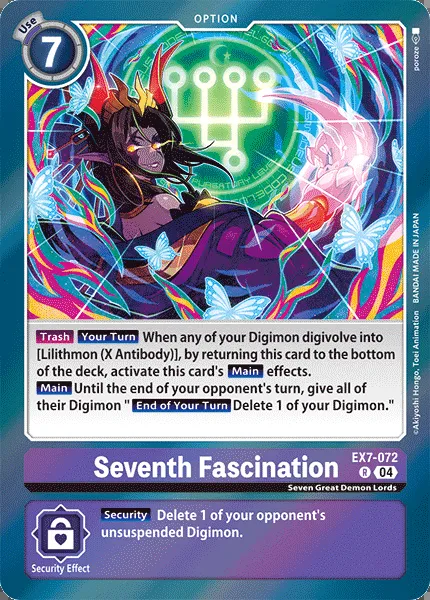 OPTION
Use
7
poroze
Trash Your Turn When any of your Digimon digivolve into
[Lilithmon (X Antibody)], by returning this card to the bottom
of the deck, activate this card's Main effects.
Main Until the end of your opponent's turn, give all of
their Digimon " End of Your Turn Delete 1 of your Digimon."
©Akiyoshi Hongo, Toei Animation BANDAI MADE IN JAPAN
Seventh Fascination
EX7-072
R 04
Seven Great Demon Lords
Security Delete 1 of your opponent's
unsuspended Digimon.
Security Effect